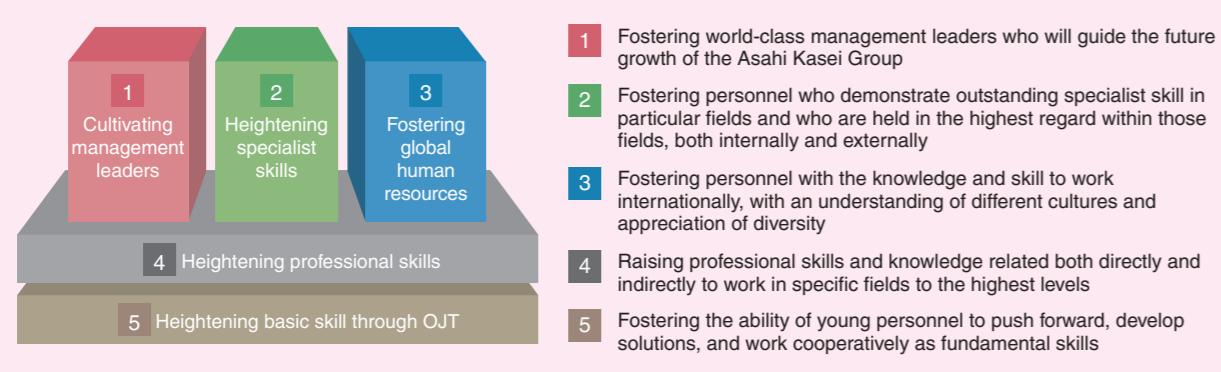 1
Cultivating
management
leaders
2
Heightening
specialist
skills
3
Fostering
global
human
resources
4 Heightening professional skills
5 Heightening basic skill through OJT
1 Fostering world-class management leaders who will guide the future
growth of the Asahi Kasei Group
2 Fostering personnel who demonstrate outstanding specialist skill in
particular fields and who are held in the highest regard within those
fields, both internally and externally
3 Fostering personnel with the knowledge and skill to work
internationally, with an understanding of different cultures and
appreciation of diversity
4 Raising professional skills and knowledge related both directly and
indirectly to work in specific fields to the highest levels
5 Fostering the ability of young personnel to push forward, develop
solutions, and work cooperatively as fundamental skills